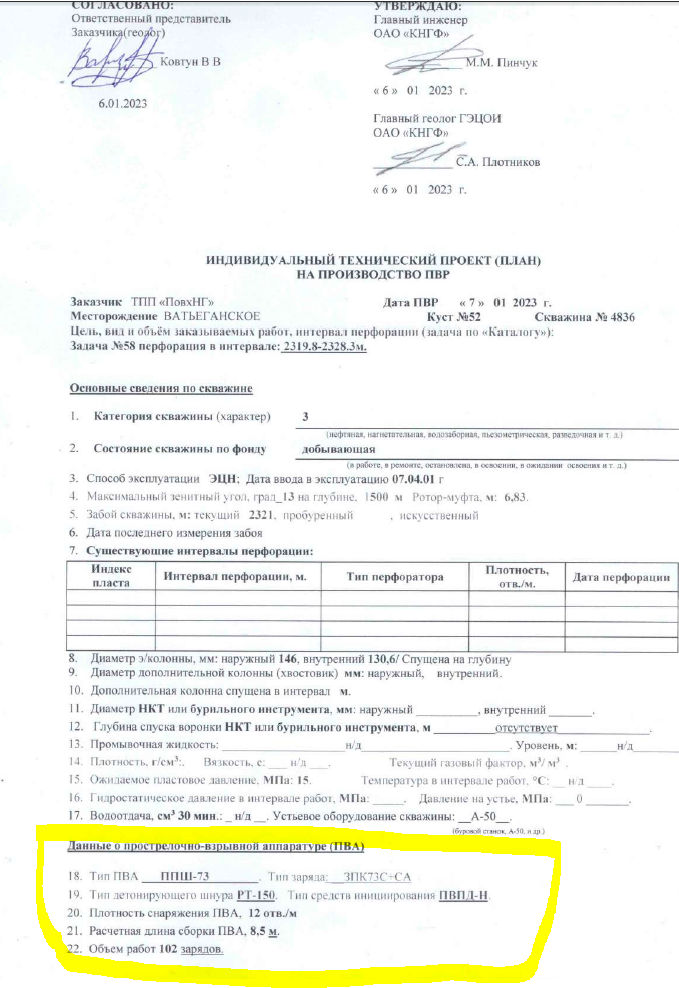 СОГЛАСОВАНО:
Ответственный представитель
Заказчика(геолог)
Ковтун В В
6.01.2023
УТВЕРЖДАЮ:
Главный инженер
ОАО «КНГФ»
М.М. Пинчук
« 6 » 01 2023 г.
Главный геолог ГЭЦОИ
ОАО «КНГФ»
С.А. Плотников
« 6 » 01 2023 г.
ИНДИВИДУАЛЬНЫЙ ТЕХНИЧЕСКИЙ ПРОЕКТ (ПЛАН)
НА ПРОИЗВОДСТВО ПВР
Заказчик ТПП «ПовхНГ» Дата ПВР « 7 » 01 2023 г.
Месторождение ВАТЬЕГАНСКОЕ Куст №52 Скважина № 4836
Цель, вид и объём заказываемых работ, интервал перфорации (задача по «Каталогу»):
Задача №58 перфорация в интервале: 2319.8-2328.3м.
Основные сведения по скважине
1. Категория скважины (характер) 3
(нефтяная, нагнетательная, водозаборная, пьезометрическая, разведочная и т. д.)
2. Состояние скважины по фонду добывающая
(в работе, в ремонте, остановлена, в освоении, в ожидании освоения и т.д.)
3. Способ эксплуатации ЭЦН; Дата ввода в эксплуатацию 07.04.01 г
4. Максимальный зенитный угол, град_13 на глубине, 1500 м Ротор-муфта, м: 6,83.
5. Забой скважины, м: текущий 2321, пробуренный , искусственный
6. Дата последнего измерения забоя
7. Существующие интервалы перфорации:
Индекс пласта Интервал перфорации, м. Тип перфоратора Плотность, отв./м. Дата перфорации
8. Диаметр э/колонны, мм: наружный 146, внутренний 130,6/ Спущена на глубину
9. Диаметр дополнительной колонны (хвостовик) мм: наружный, внутренний.
10. Дополнительная колонна спущена в интервал м.
11. Диаметр НКТ или бурильного инструмента, мм: наружный __________, внутренний _______.
12. Глубина спуска воронки НКТ или бурильного инструмента, м __________отсутствует_______________.
13. Промывочная жидкость: ____________________н/д________________________. Уровень, м: ______н/д______
14. Плотность, г/см³:. Вязкость, с: ___ н/д ___. Текущий газовый фактор, м³/ м³ .
15. Ожидаемое пластовое давление, МПа: 15. Температура в интервале работ, °С: __ н/д ____.
16. Гидростатическое давление в интервале работ, МПа: _____. Давление на устье, МПа: ___ 0 _______.
17. Водоотдача, см³ 30 мин.: _ н/д __. Устьевое оборудование скважины: __А-50__.
(буровой станок, А-50, и др.)
Данные о прострелочно-взрывной аппаратуре (ПВА)
18. Тип ПВА ___ППШ-73________. Тип заряда:__ЗПК73С+СА
19. Тип детонирующего шнура РТ-150. Тип средств инициирования ПВПД-Н.
20. Плотность снаряжения ПВА, 12 отв./м
21. Расчетная длина сборки ПВА, 8,5 м.
22. Объем работ 102 зарядов.